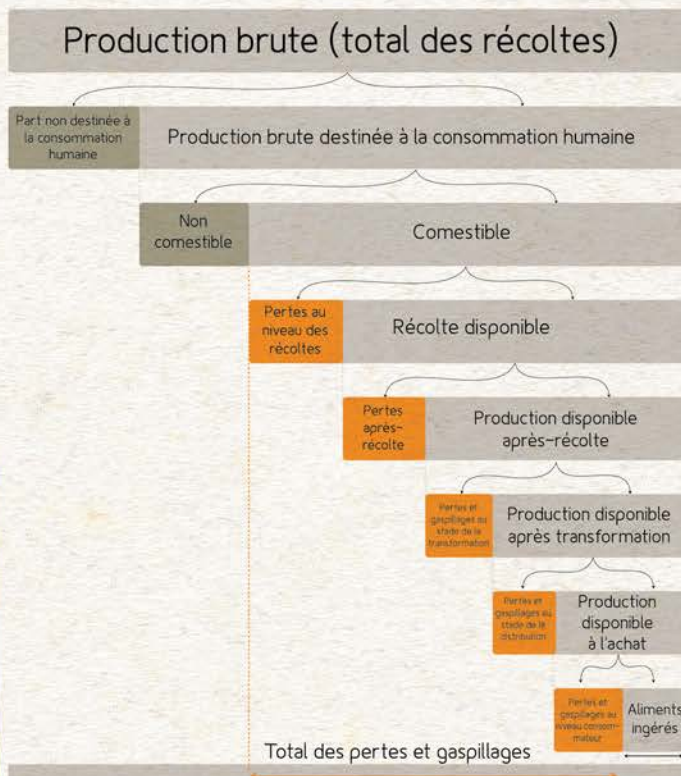 Production brute (total des récoltes)
Part non destinée à
la consommation
humaine
Production brute destinée à la consommation humaine
Non
comestible
Comestible
Pertes au
niveau des
récoltes
Récolte disponible
Pertes
après-
récolte
Production disponible
après-récolte
Pertes et
gaspillages au
stade de la
transformation
Production disponible
après transformation
Pertes et
gaspillages au
stade de la
distribution
Production
disponible
à l'achat
Pertes et
gaspillages au
niveau consom-
mateur
Aliments
ingérés
Total des pertes et gaspillages